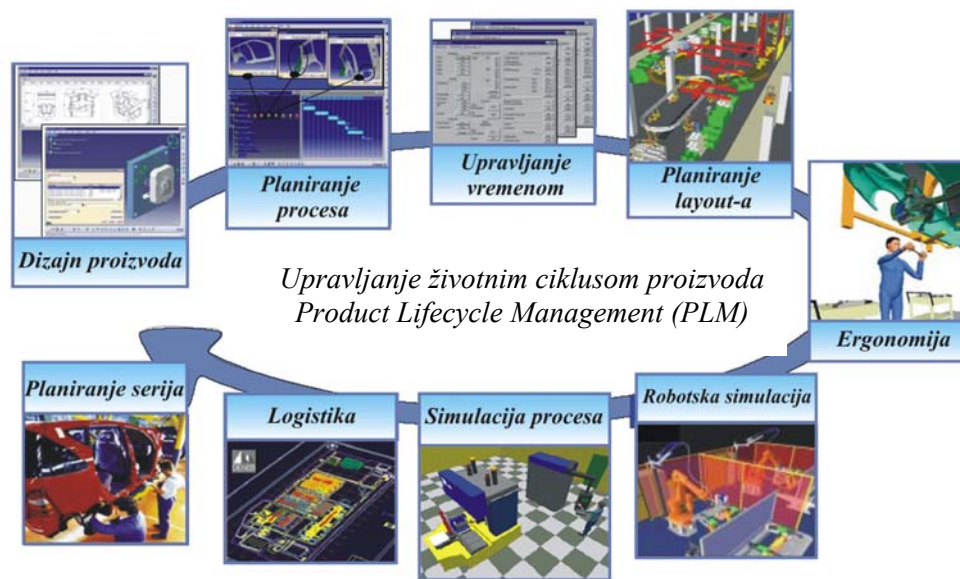 Dizajn proizvoda
Planiranje
procesa
Upravljanje
vremenom
Planiranje
layout-a
Ergonomija
Upravljanje životnim ciklusom proizvoda
Product Lifecycle Management (PLM)
Planiranje serija
Logistika
Simulacija procesa
Robotska simulacija